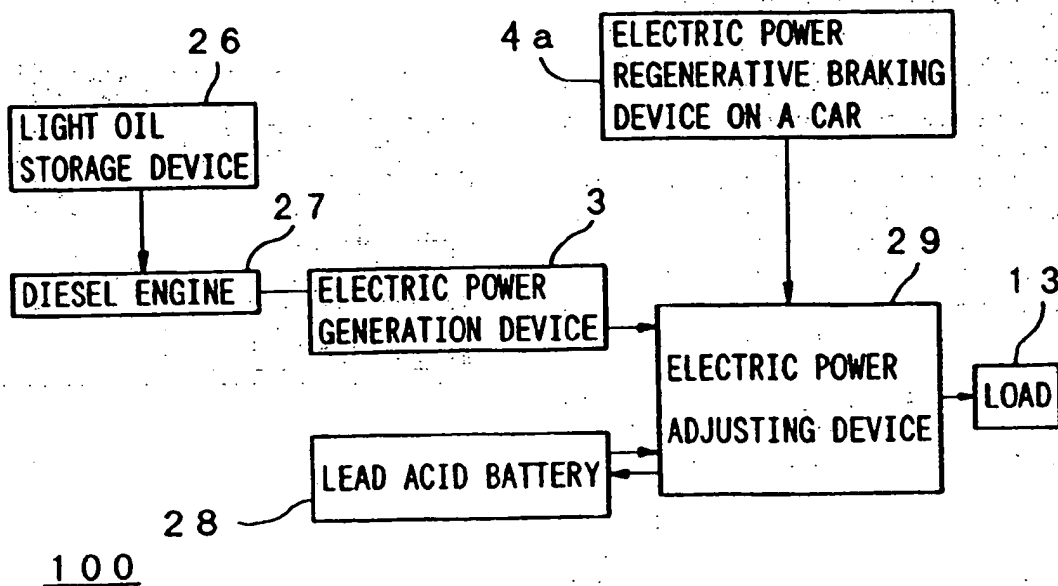 26
LIGHT OIL
STORAGE DEVICE
4a
ELECTRIC POWER
REGENERATIVE BRAKING
DEVICE ON A CAR
27
DIESEL ENGINE
3
ELECTRIC POWER
GENERATION DEVICE
29
ELECTRIC POWER
ADJUSTING DEVICE
13
LOAD
LEAD ACID BATTERY
28
100